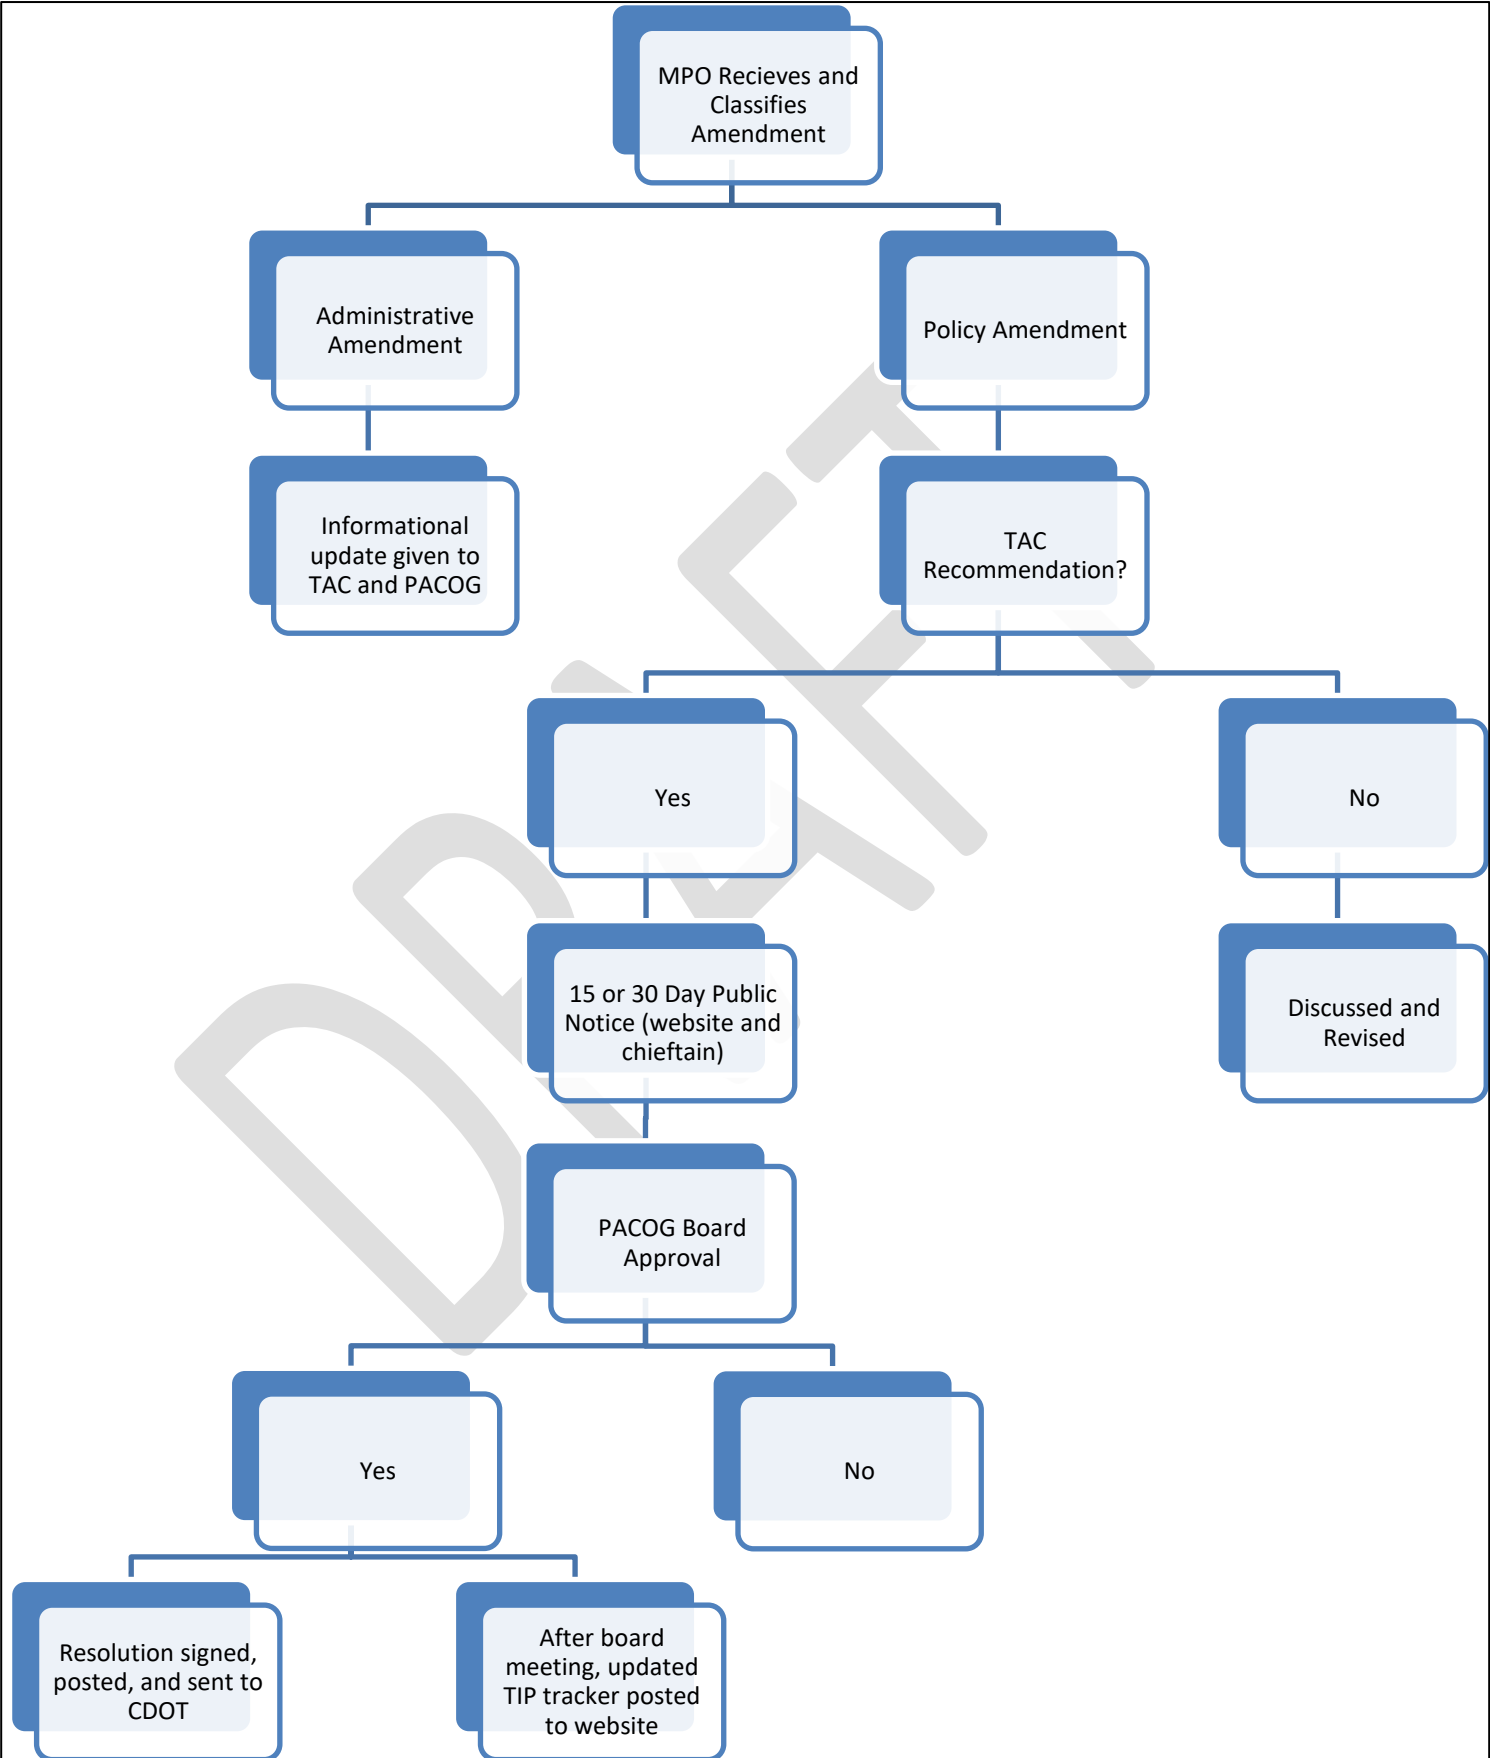 MPO Recieves and
Classifies
Amendment
Administrative
Amendment
Policy Amendment
Informational
update given to
TAC and PACOG
TAC
Recommendation?
Yes
No
15 or 30 Day Public
Notice (website and
chieftain)
Discussed and
Revised
PACOG Board
Approval
Yes
No
Resolution signed,
posted, and sent to
CDOT
After board
meeting, updated
TIP tracker posted
to website
DRAFT